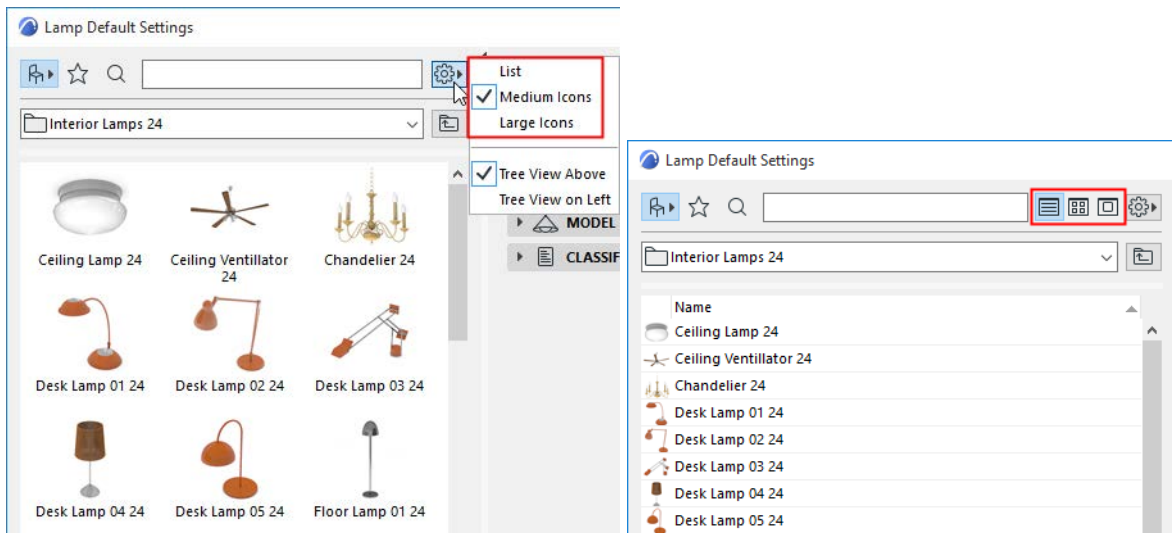 Lamp Default Settings
List
Medium Icons
Large Icons
Interior Lamps 24
Tree View Above
Tree View on Left
MODEL
CLASSIF
Ceiling Lamp 24
Ceiling Ventillator
24
Chandelier 24
Desk Lamp 01 24
Desk Lamp 02 24
Desk Lamp 03 24
Desk Lamp 04 24
Desk Lamp 05 24
Floor Lamp 01 24
Lamp Default Settings
Interior Lamps 24
Name
Ceiling Lamp 24
Ceiling Ventillator 24
Chandelier 24
Desk Lamp 01 24
Desk Lamp 02 24
Desk Lamp 03 24
Desk Lamp 04 24
Desk Lamp 05 24